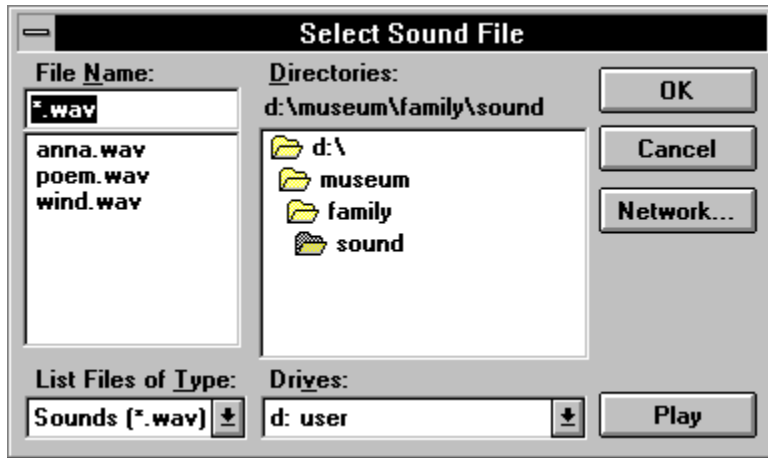 Select Sound File
File Name:
*.wav
anna.wav
poem.wav
wind.wav
List Files of Type:
Sounds (*.wav)
Directories:
d:\museum\family\sound
d:\
museum
family
sound
Drives:
d: user
OK
Cancel
Network...
Play